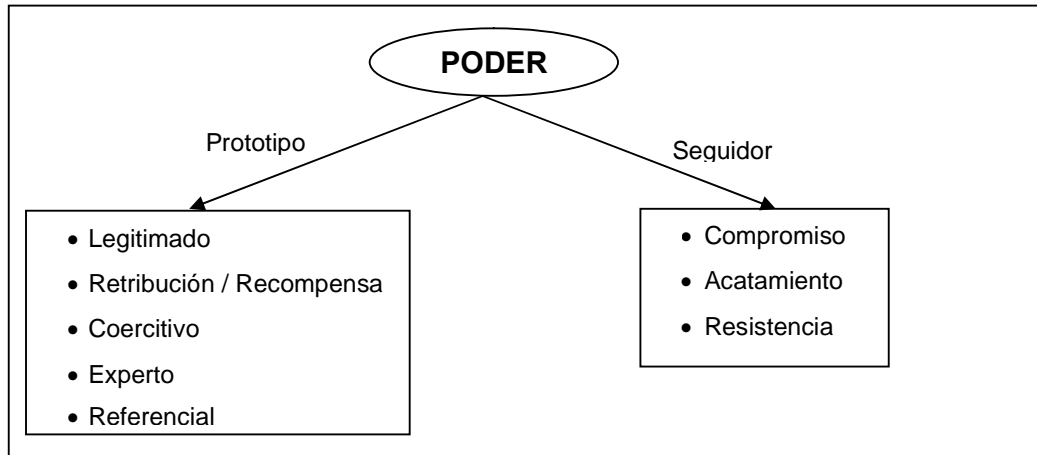 PODER
Prototipo
Seguidor
• Legitimado
• Retribución / Recompensa
• Coercitivo
• Experto
• Referencial
• Compromiso
• Acatamiento
• Resistencia